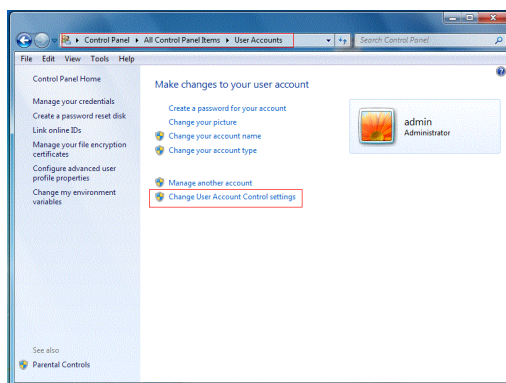 Control Panel ▸ All Control Panel Items ▸ User Accounts
Search Control Panel
File Edit View Tools Help
Control Panel Home
Manage your credentials
Create a password reset disk
Link online IDs
Manage your file encryption
certificates
Configure advanced user
profile properties
Change my environment
variables
See also
Parental Controls
Make changes to your user account
Create a password for your account
Change your picture
Change your account name
Change your account type
Manage another account
Change User Account Control settings
admin
Administrator